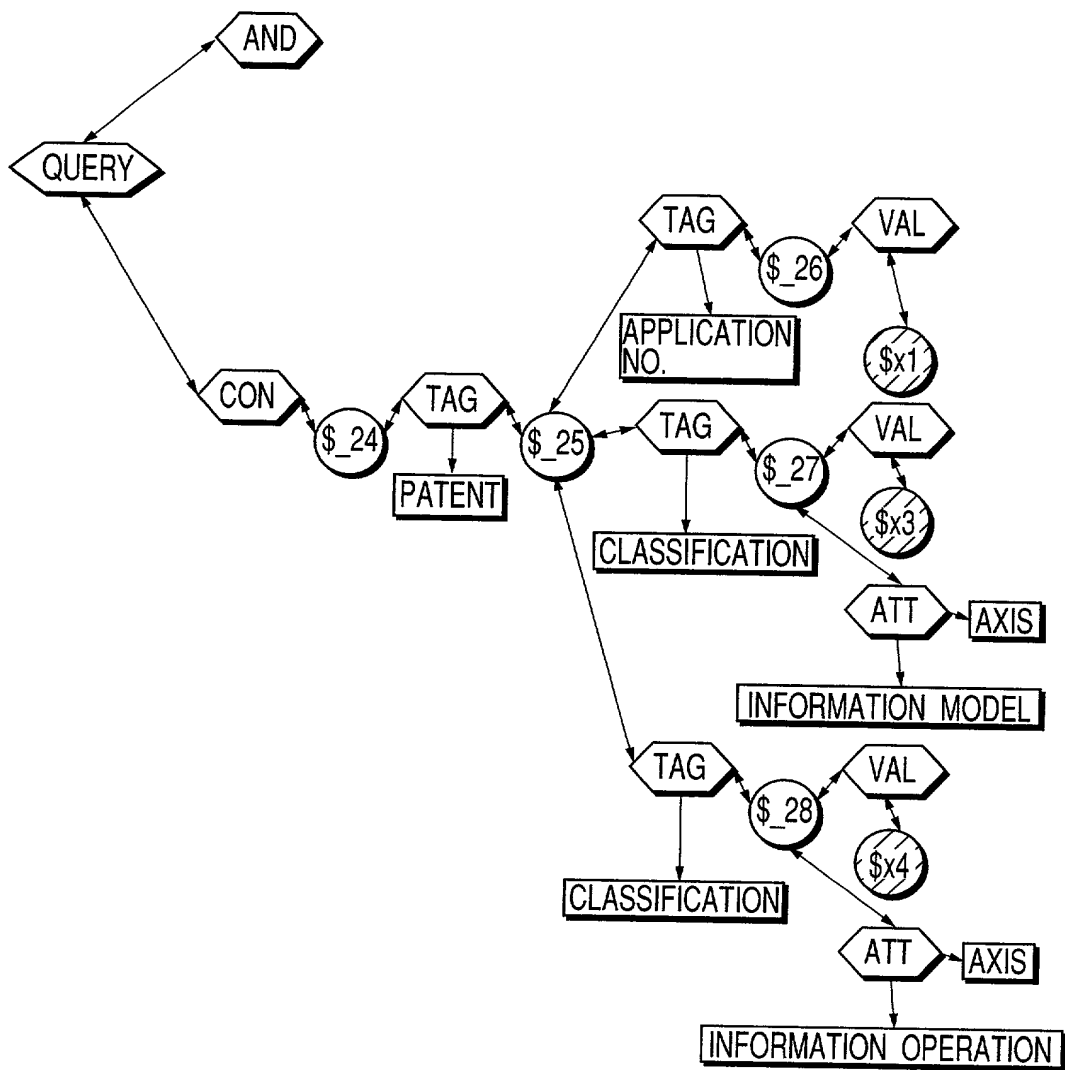 AND
QUERY
TAG
$_26
VAL
APPLICATION
NO.
$x1
CON
$_24
TAG
$_25
PATENT
TAG
$_27
VAL
$x3
CLASSIFICATION
ATT
AXIS
INFORMATION MODEL
TAG
$_28
VAL
$x4
CLASSIFICATION
ATT
AXIS
INFORMATION OPERATION